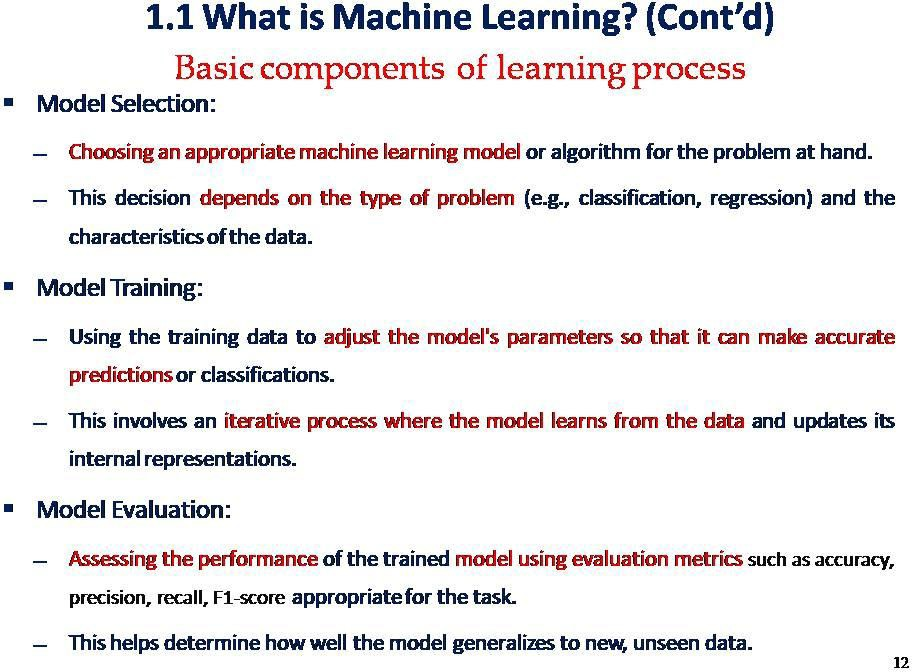 1.1 What is Machine Learning? (Cont’d)
Basic components of learning process
▪ Model Selection:
– Choosing an appropriate machine learning model or algorithm for the problem at hand.
– This decision depends on the type of problem (e.g., classification, regression) and the
characteristics of the data.
▪ Model Training:
– Using the training data to adjust the model's parameters so that it can make accurate
predictions or classifications.
– This involves an iterative process where the model learns from the data and updates its
internal representations.
▪ Model Evaluation:
– Assessing the performance of the trained model using evaluation metrics such as accuracy,
precision, recall, F1-score appropriate for the task.
– This helps determine how well the model generalizes to new, unseen data.
12